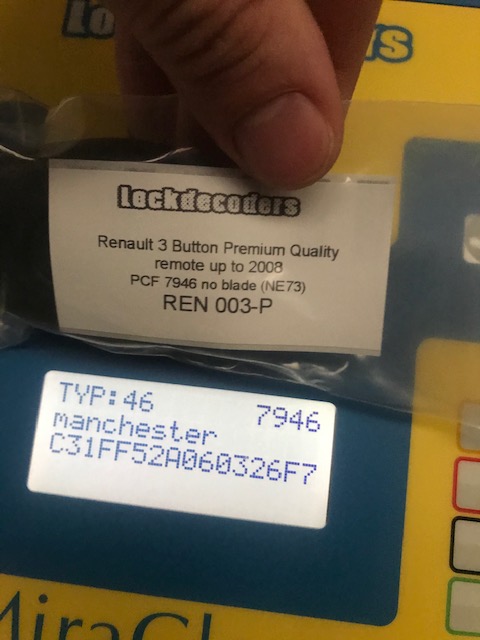 lockdecoders
Renault 3 Button Premium Quality
remote up to 2008
PCF 7946 no blade (NE73)
REN 003-P
TYP:46 7946
manchester
C31FF52A060326F7